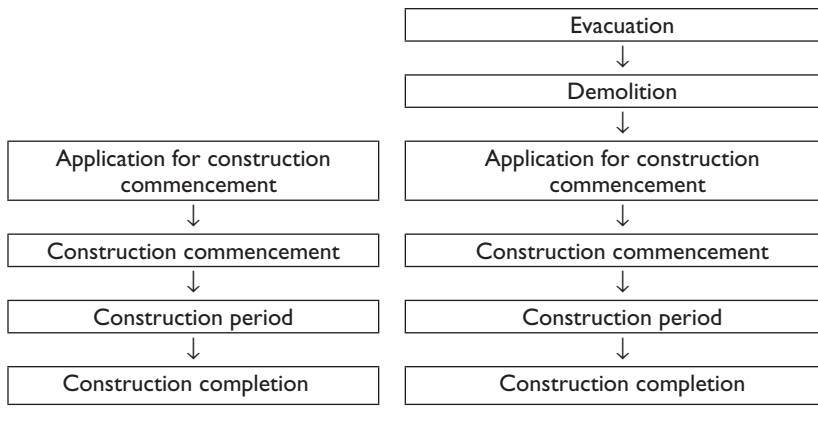 Evacuation
↓
Demolition
↓
Application for construction
commencement
↓
Construction commencement
↓
Construction period
↓
Construction completion
Application for construction
commencement
↓
Construction commencement
↓
Construction period
↓
Construction completion